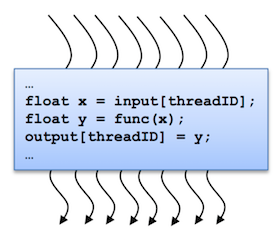 …
float x = input[threadID];
float y = func(x);
output[threadID] = y;
…